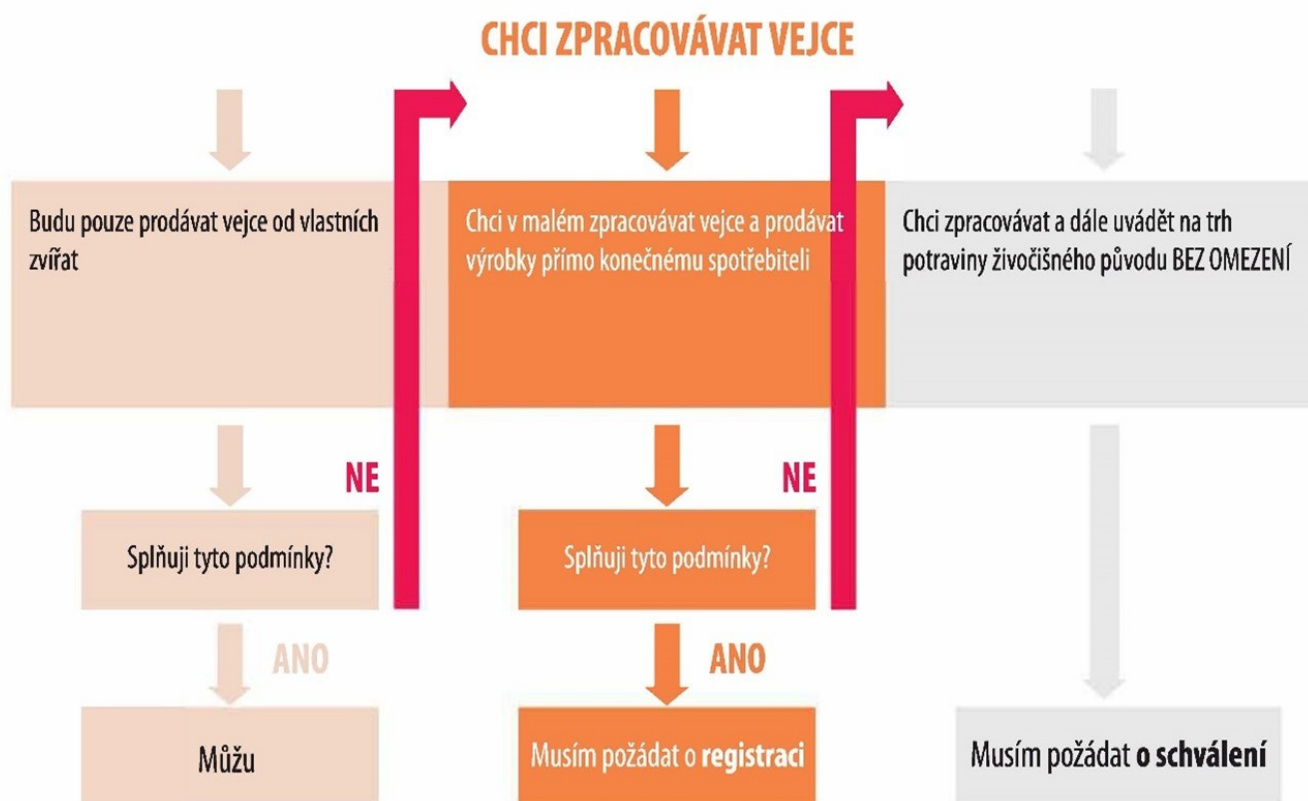 CHCI ZPRACOVÁVAT VEJCE
Budu pouze prodávat vejce od vlastních
zvířat
Chci v malém zpracovávat vejce a prodávat
výrobky přímo konečnému spotřebiteli
Chci zpracovávat a dále uvádět na trh
potraviny živočišného původu BEZ OMEZENÍ
NE
NE
Splňuji tyto podmínky?
Splňuji tyto podmínky?
ANO
ANO
Můžu
Musím požádat o registraci
Musím požádat o schválení